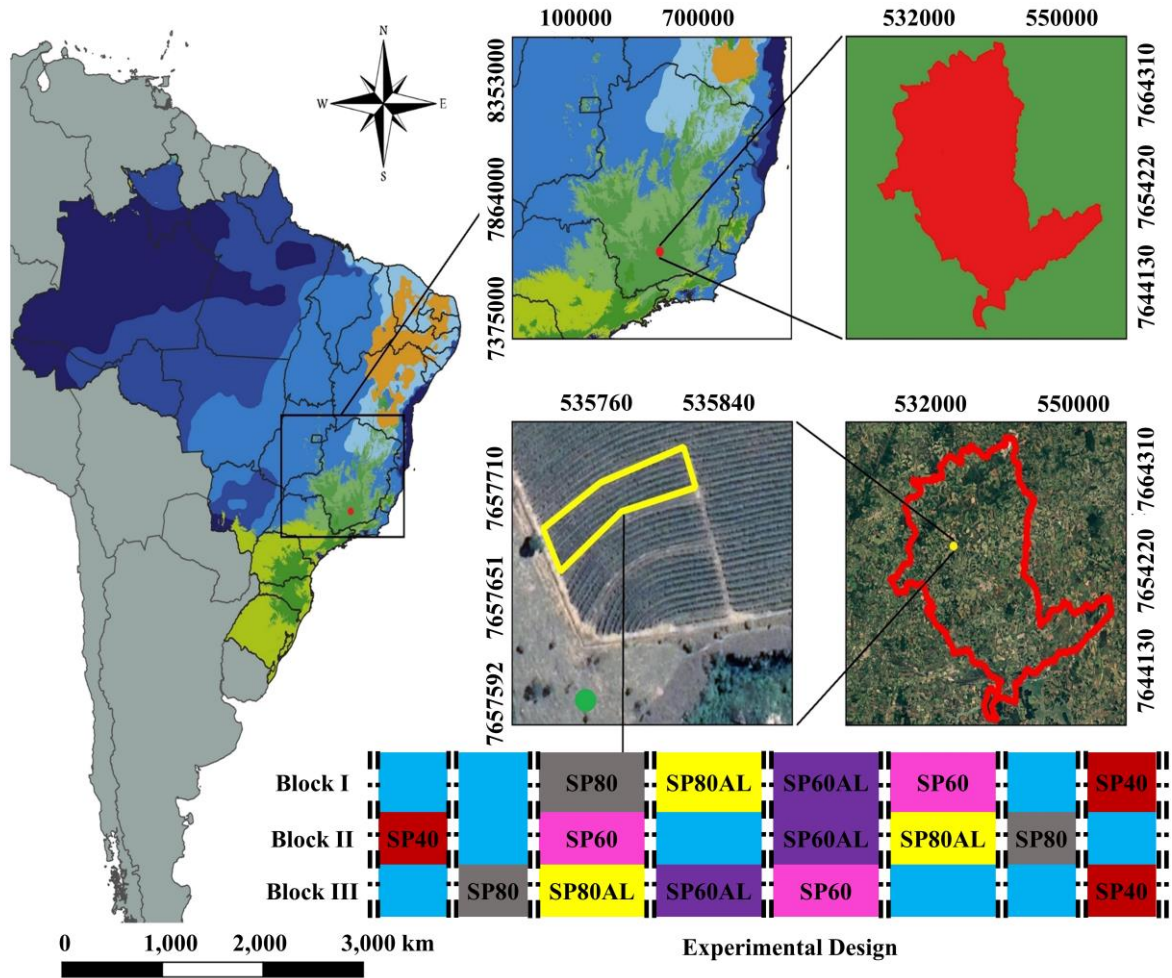 100000 700000
532000 550000
N
W E
S
8353000
7864000
7375000
7664310
7654220
7644130
535760 535840
532000 550000
7657710
7657651
7657592
7664310
7654220
7644130
Block I SP80 SP80AL SP60AL SP60 SP40
Block II SP40 SP60 SP60AL SP80AL SP80
Block III SP80 SP80AL SP60AL SP60 SP40
0 1,000 2,000 3,000 km
Experimental Design